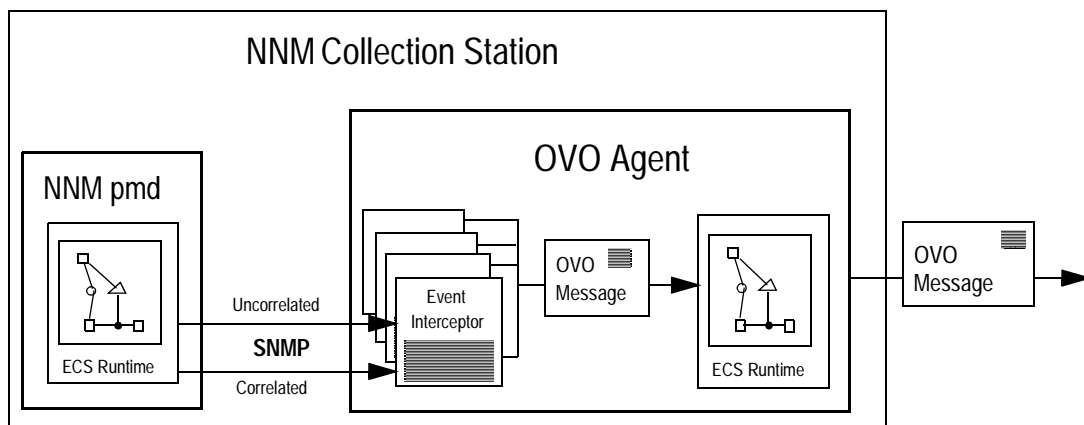 NNM Collection Station
NNM pmd
ECS Runtime
Uncorrelated
SNMP
Correlated
OVO Agent
Event
Interceptor
OVO
Message
ECS Runtime
OVO
Message